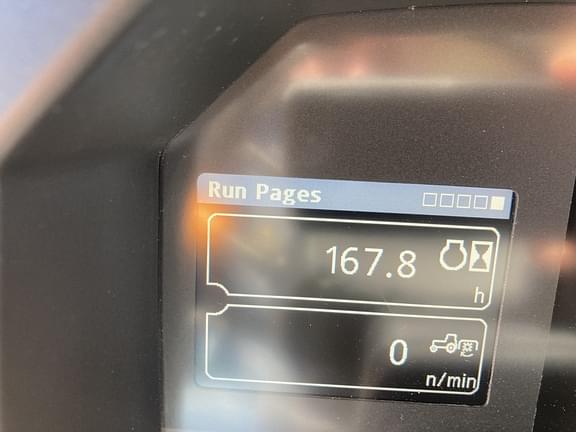 Run Pages
167.8
h
0
n/min